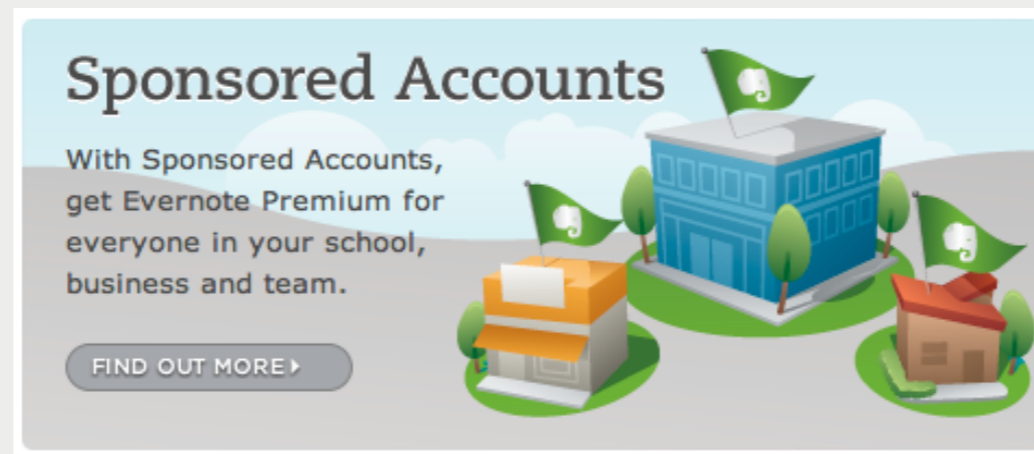 Sponsored Accounts
With Sponsored Accounts,
get Evernote Premium for
everyone in your school,
business and team.
FIND OUT MORE